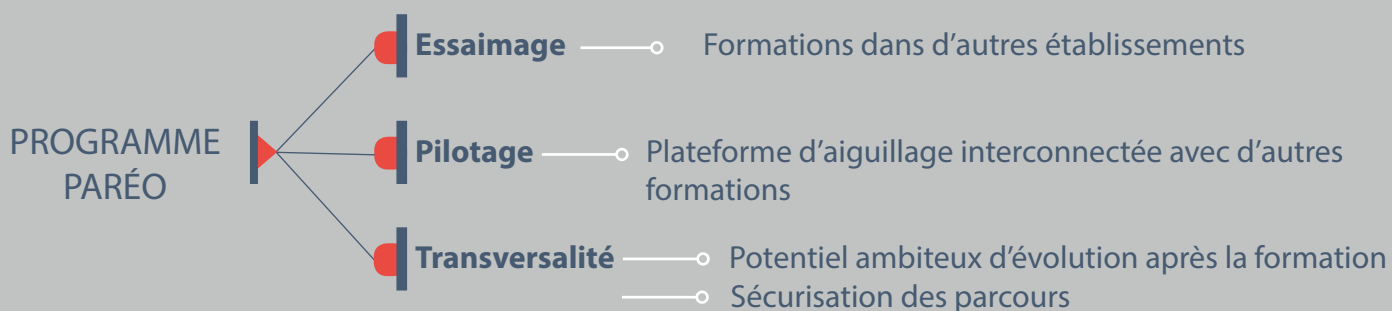 PROGRAMME
PARÉO
Essaimage
Formations dans d'autres établissements
Pilotage
Plateforme d'aiguillage interconnectée avec d'autres
formations
Transversalité
Potentiel ambiteux d'évolution après la formation
Sécurisation des parcours